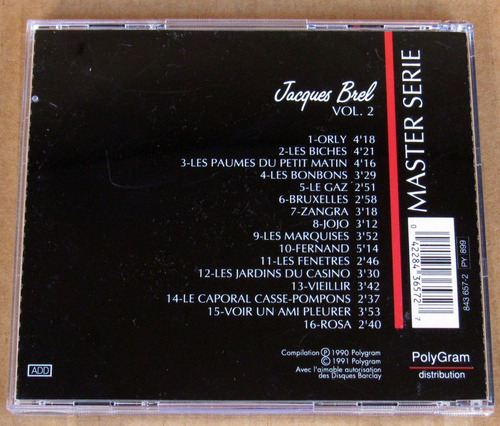 Jacques Brel
VOL. 2
1-ORLY 4'18
2-LES BICHES 4'21
3-LES PAUMES DU PETIT MATIN 4'16
4-LES BONBONS 3'29
5-LE GAZ 2'51
6-BRUXELLES 2'58
7-ZANGRA 3'18
8-JOJO 3'12
9-LES MARQUISES 3'52
10-FERNAND 5'14
11-LES FENETRES 2'46
12-LES JARDINS DU CASINO 3'30
13-VIEILLIR 3'42
14-LE CAPORAL CASSE-POMPONS 2'37
15-VOIR UN AMI PLEURER 3'53
16-ROSA 2'40
Compilation Ⓟ 1990 Polygram
© 1991 Polygram
Avec l'aimable autorisation
des Disques Barclay
ADD
MASTER SERIE
0 42284 36572 7
843 657-2 PY 899
PolyGram
distribution